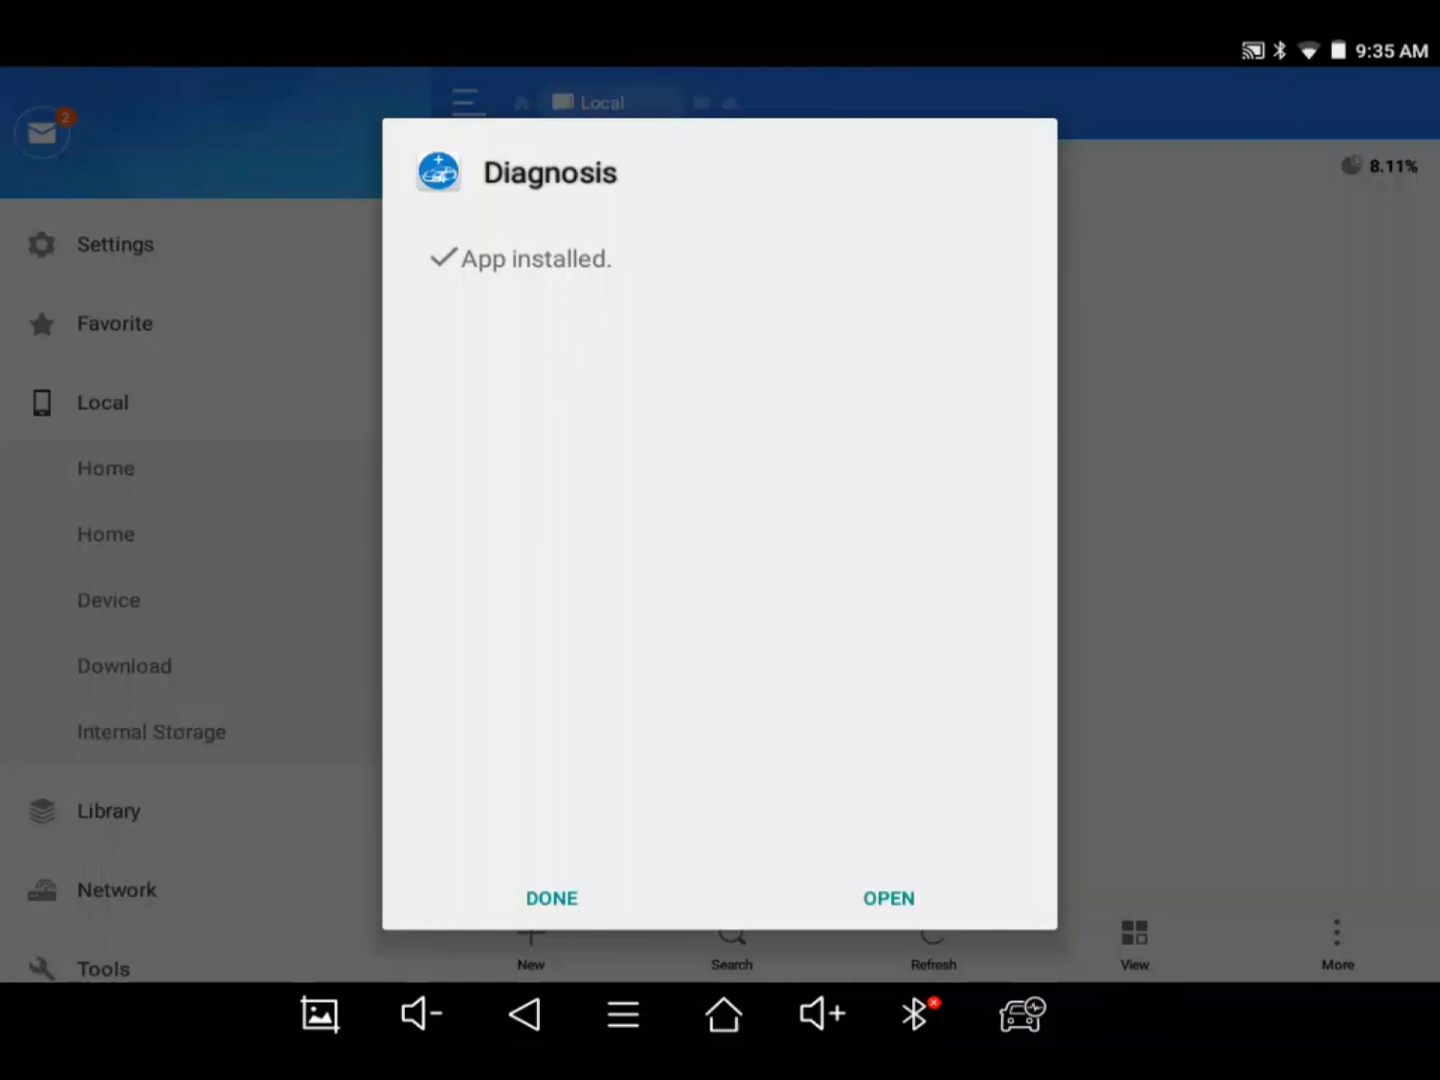 9:35 AM
2
Local
Diagnosis
8.11%
App installed.
Settings
Favorite
Local
Home
Home
Device
Download
Internal Storage
Library
Network
Tools
DONE
OPEN
New
Search
Refresh
View
More